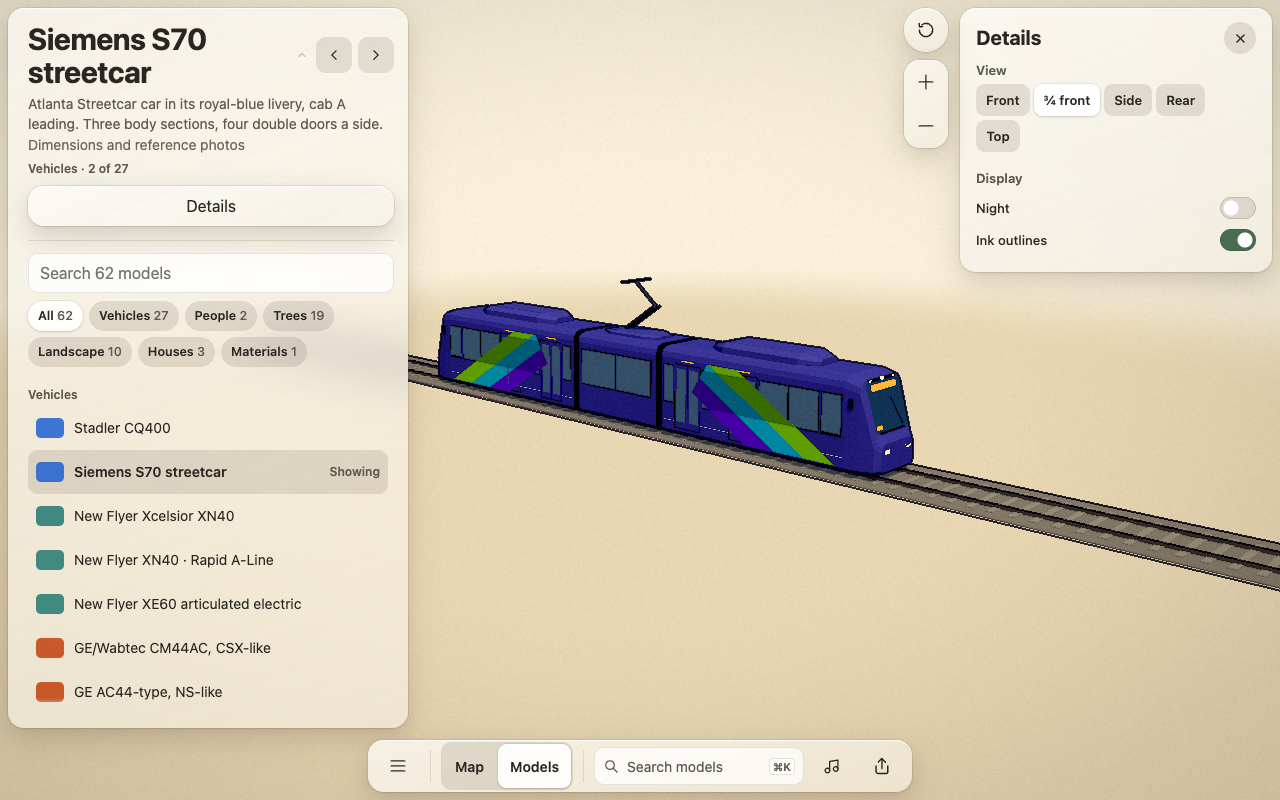 Siemens S70
streetcar
Atlanta Streetcar car in its royal-blue livery, cab A
leading. Three body sections, four double doors a side.
Dimensions and reference photos
Vehicles · 2 of 27
Details
Search 62 models
All 62
Vehicles 27
People 2
Trees 19
Landscape 10
Houses 3
Materials 1
Vehicles
Stadler CQ400
Siemens S70 streetcar
Showing
New Flyer Xcelsior XN40
New Flyer XN40 · Rapid A-Line
New Flyer XE60 articulated electric
GE/Wabtec CM44AC, CSX-like
GE AC44-type, NS-like
Details
View
Front
¾ front
Side
Rear
Top
Display
Night
Ink outlines
Map
Models
Search models
⌘K